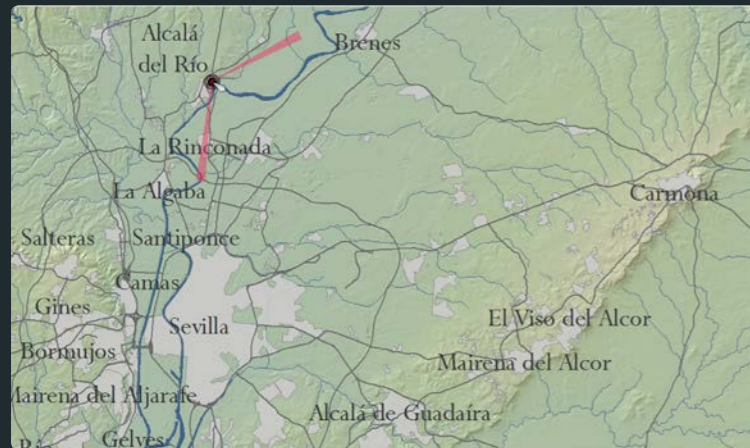 Alcalá
del Río
Brenes
La Rinconada
La Algaba
Carmona
Salteras
Santiponce
Camas
Gines
Sevilla
El Viso del Alcor
Bormujos
Mairena del Alcor
Mairena del Aljarafe
Alcalá de Guadaíra
Gelves